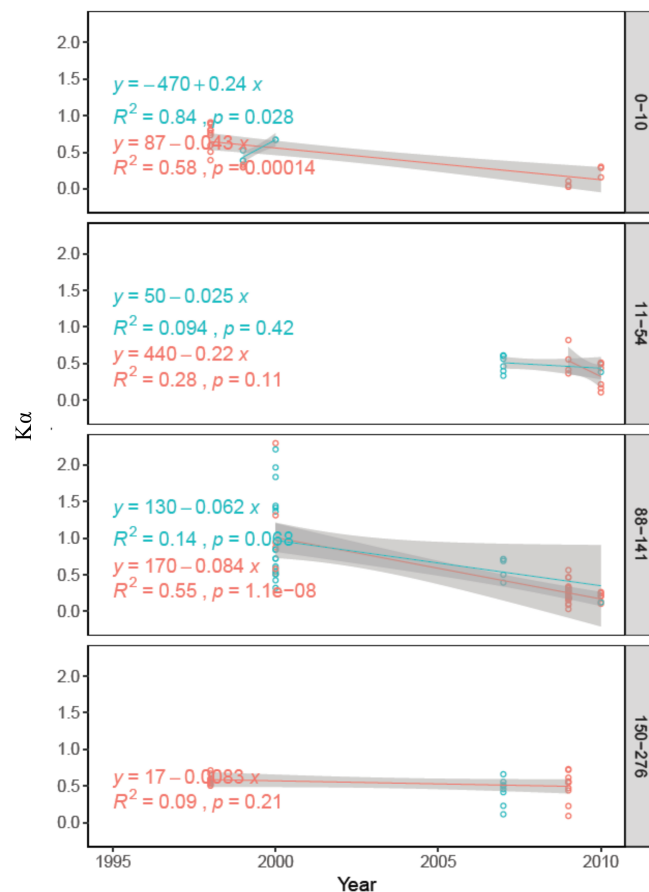 2.0
1.5
1.0
0.5
0.0
y = −470 + 0.24 x
R² = 0.84 , p = 0.028
y = 87 − 0.043 x
R² = 0.58 , p = 0.00014
0−10
2.0
1.5
1.0
0.5
0.0
y = 50 − 0.025 x
R² = 0.094 , p = 0.42
y = 440 − 0.22 x
R² = 0.28 , p = 0.11
11−54
Kα
2.0
1.5
1.0
0.5
0.0
y = 130 − 0.062 x
R² = 0.14 , p = 0.068
y = 170 − 0.084 x
R² = 0.55 , p = 1.1e−08
88−141
2.0
1.5
1.0
0.5
0.0
y = 17 − 0.0083 x
R² = 0.09 , p = 0.21
150−276
1995 2000 2005 2010
Year